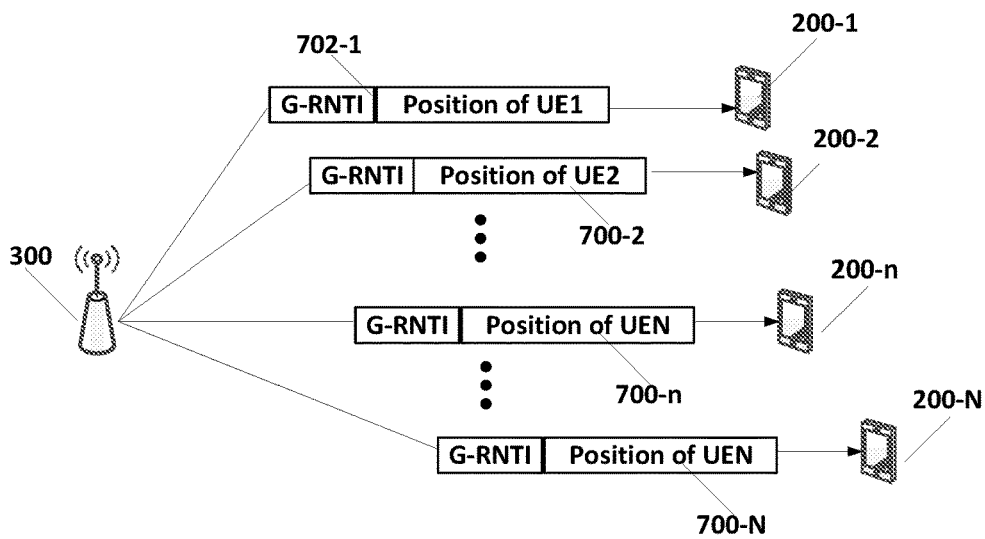 702-1
200-1
G-RNTI Position of UE1
200-2
G-RNTI Position of UE2
700-2
300
200-n
G-RNTI Position of UEN
700-n
200-N
G-RNTI Position of UEN
700-N